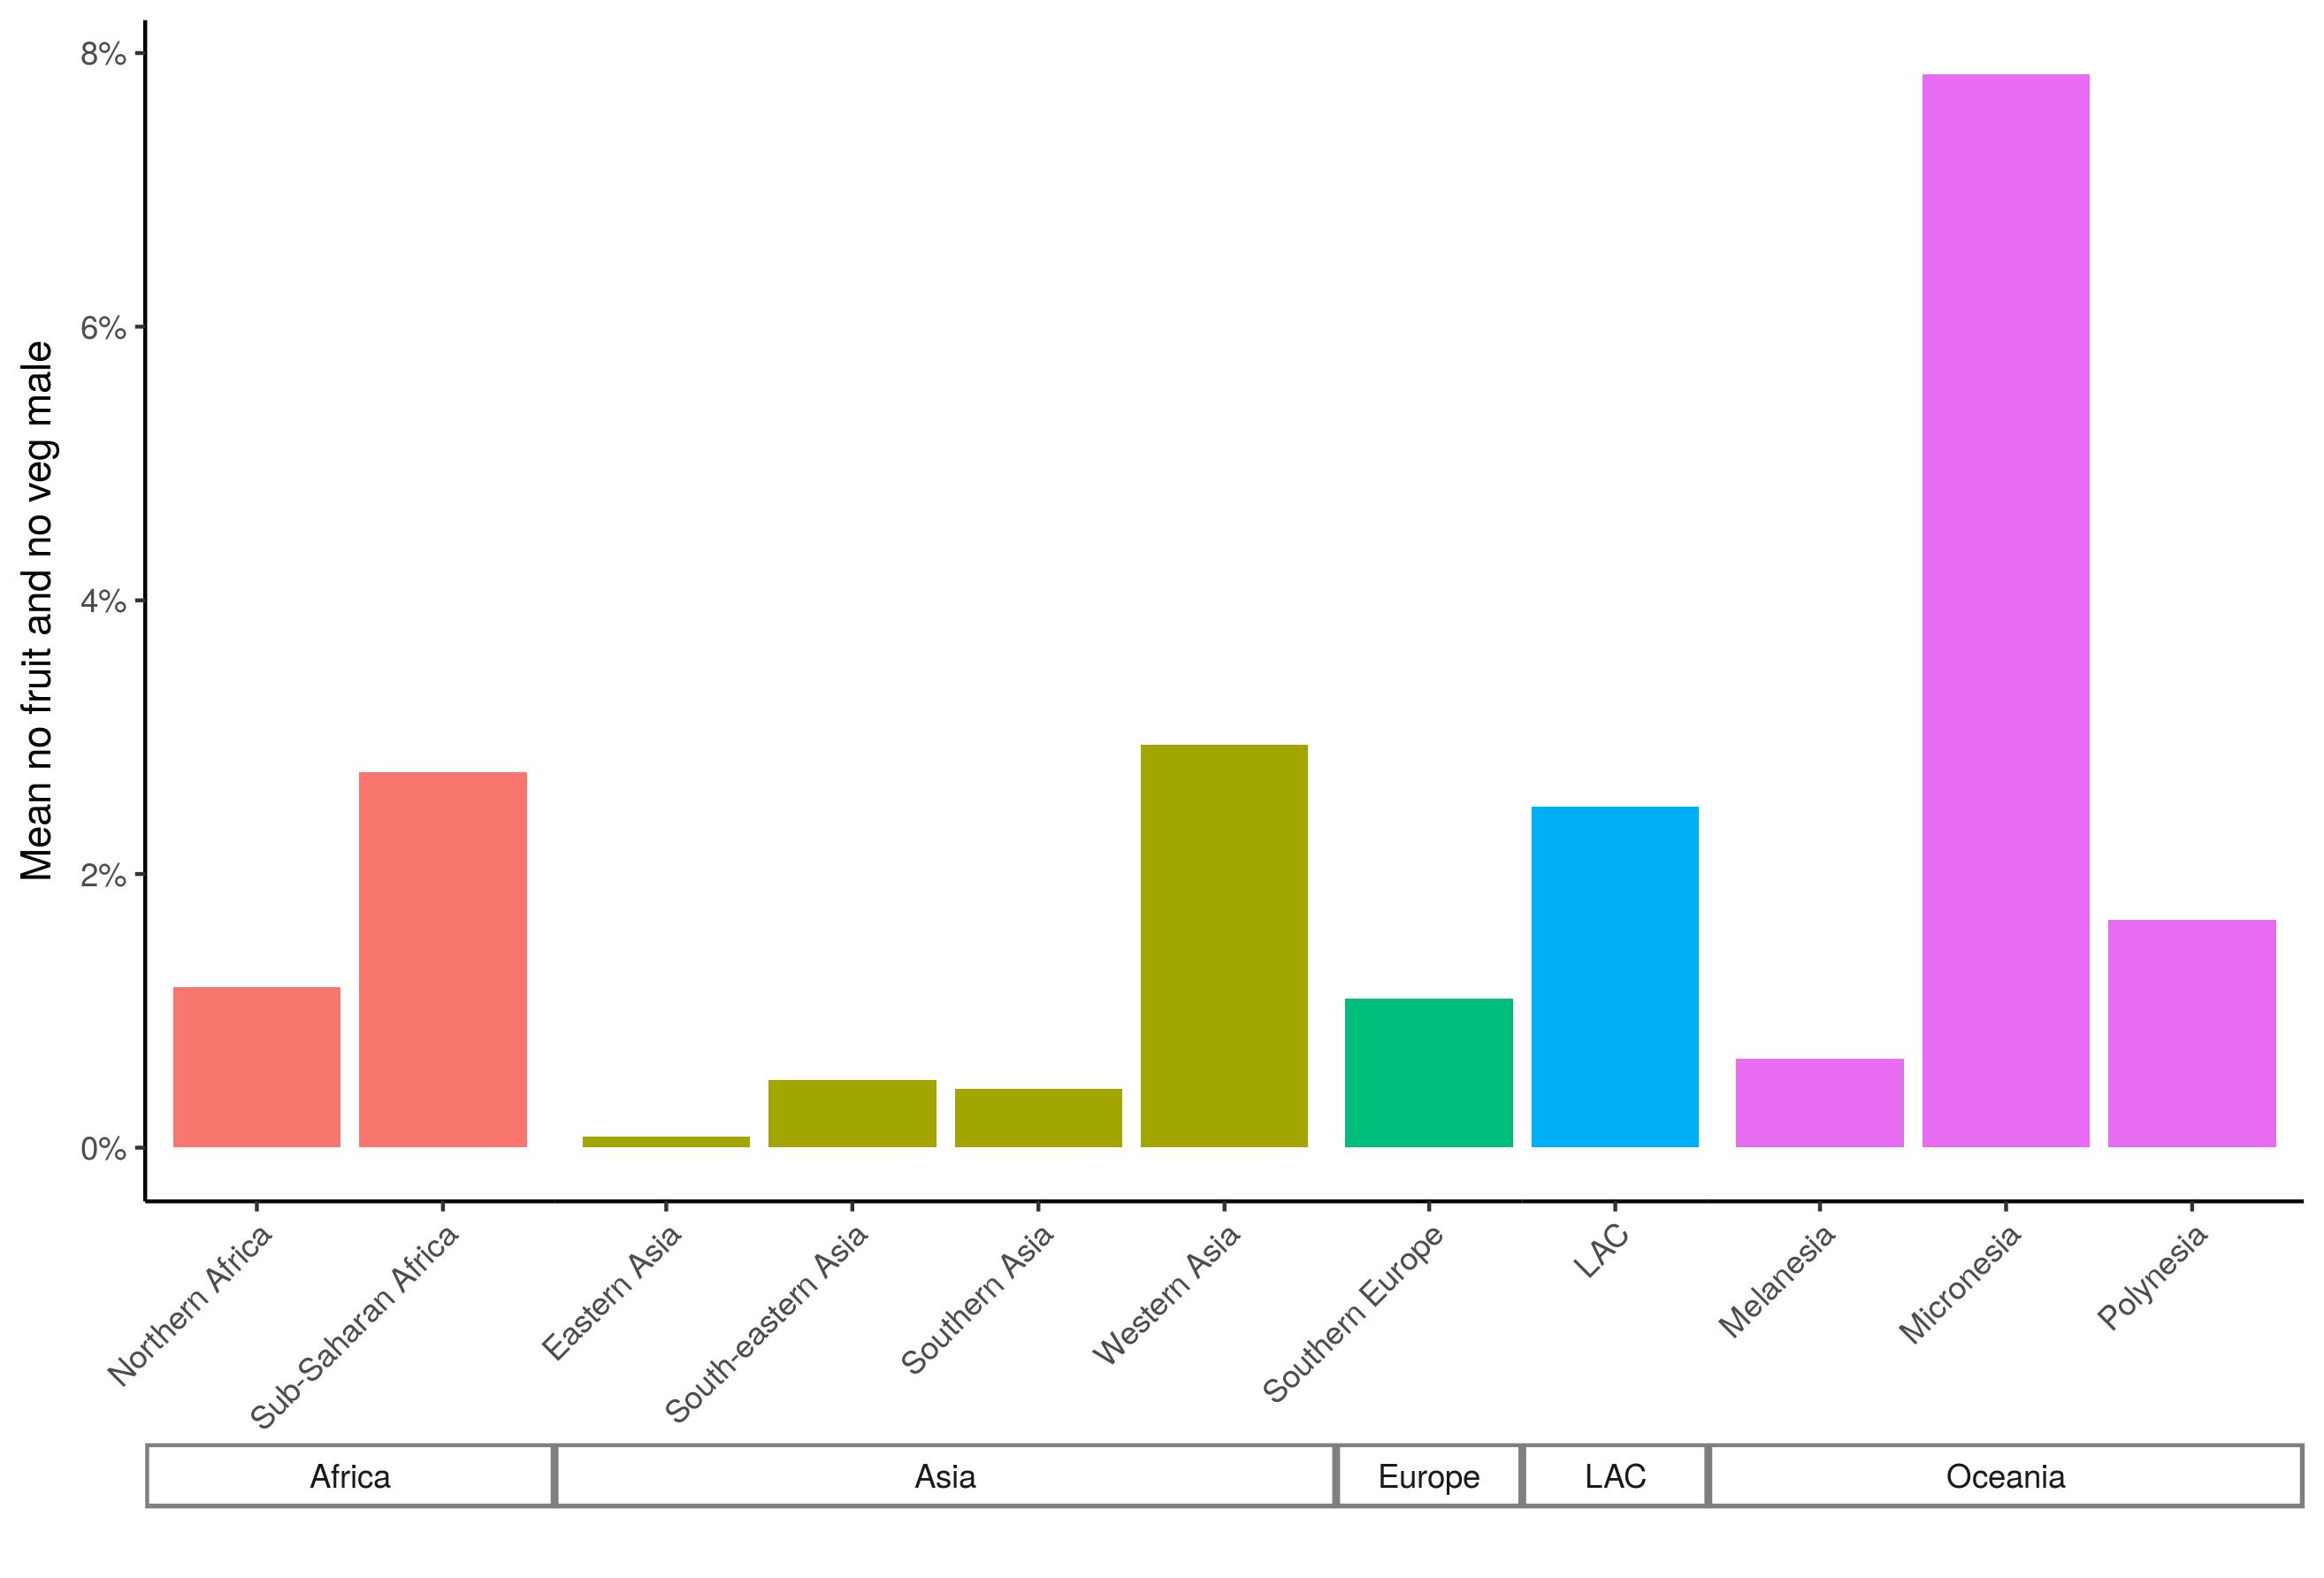 Mean no fruit and no veg male
8%
6%
4%
2%
0%
Northern Africa
Sub-Saharan Africa
Eastern Asia
South-eastern Asia
Southern Asia
Western Asia
Southern Europe
LAC
Melanesia
Micronesia
Polynesia
Africa
Asia
Europe
LAC
Oceania